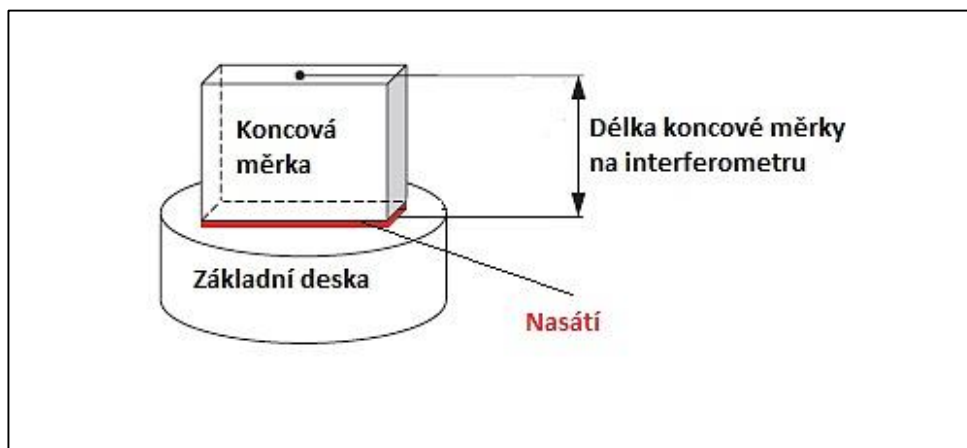 Koncová
měrka
Délka koncové měrky
na interferometru
Základní deska
Nasátí